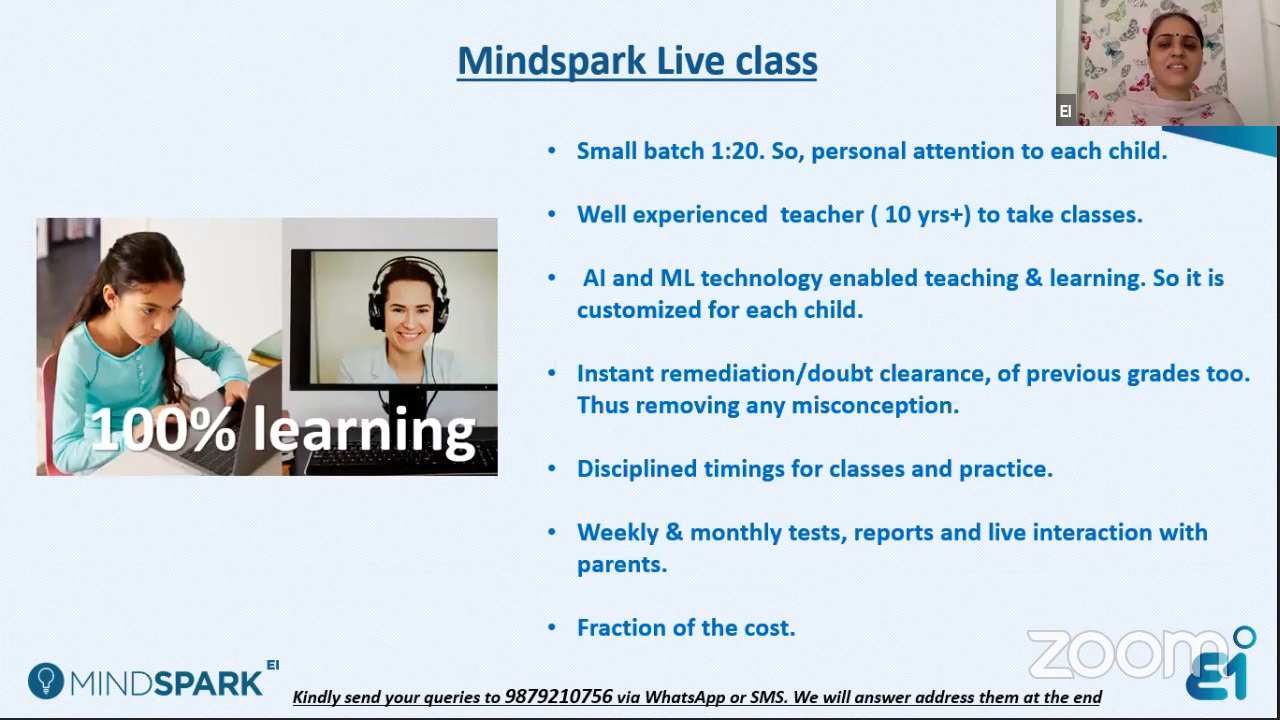 Mindspark Live class
EI
• Small batch 1:20. So, personal attention to each child.
• Well experienced  teacher ( 10 yrs+) to take classes.
• AI and ML technology enabled teaching & learning. So it is
customized for each child.
• Instant remediation/doubt clearance, of previous grades too.
Thus removing any misconception.
• Disciplined timings for classes and practice.
• Weekly & monthly tests, reports and live interaction with
parents.
• Fraction of the cost.
100% learning
zoom
EI
MINDSPARK EI
Kindly send your queries to 9879210756 via WhatsApp or SMS. We will answer address them at the end